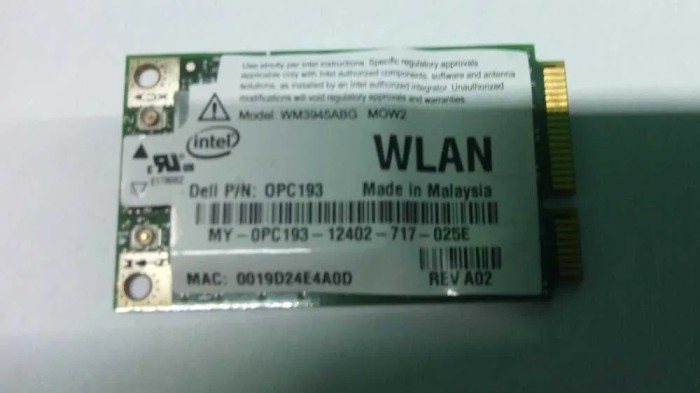 Use strictly per Intel instructions. Specific regulatory approvals
applicable only with Intel authorized components, software and antenna
solutions, as installed by an Intel authorized integrator. Unauthorized
modifications will void regulatory approvals and warranties.
Model: WM3945ABG MOW2
AUX
intel
WLAN
Dell P/N: OPC193 Made in Malaysia
MY-0PC193-12402-717-025E
MAC: 0019D24E4A0D
REV A02